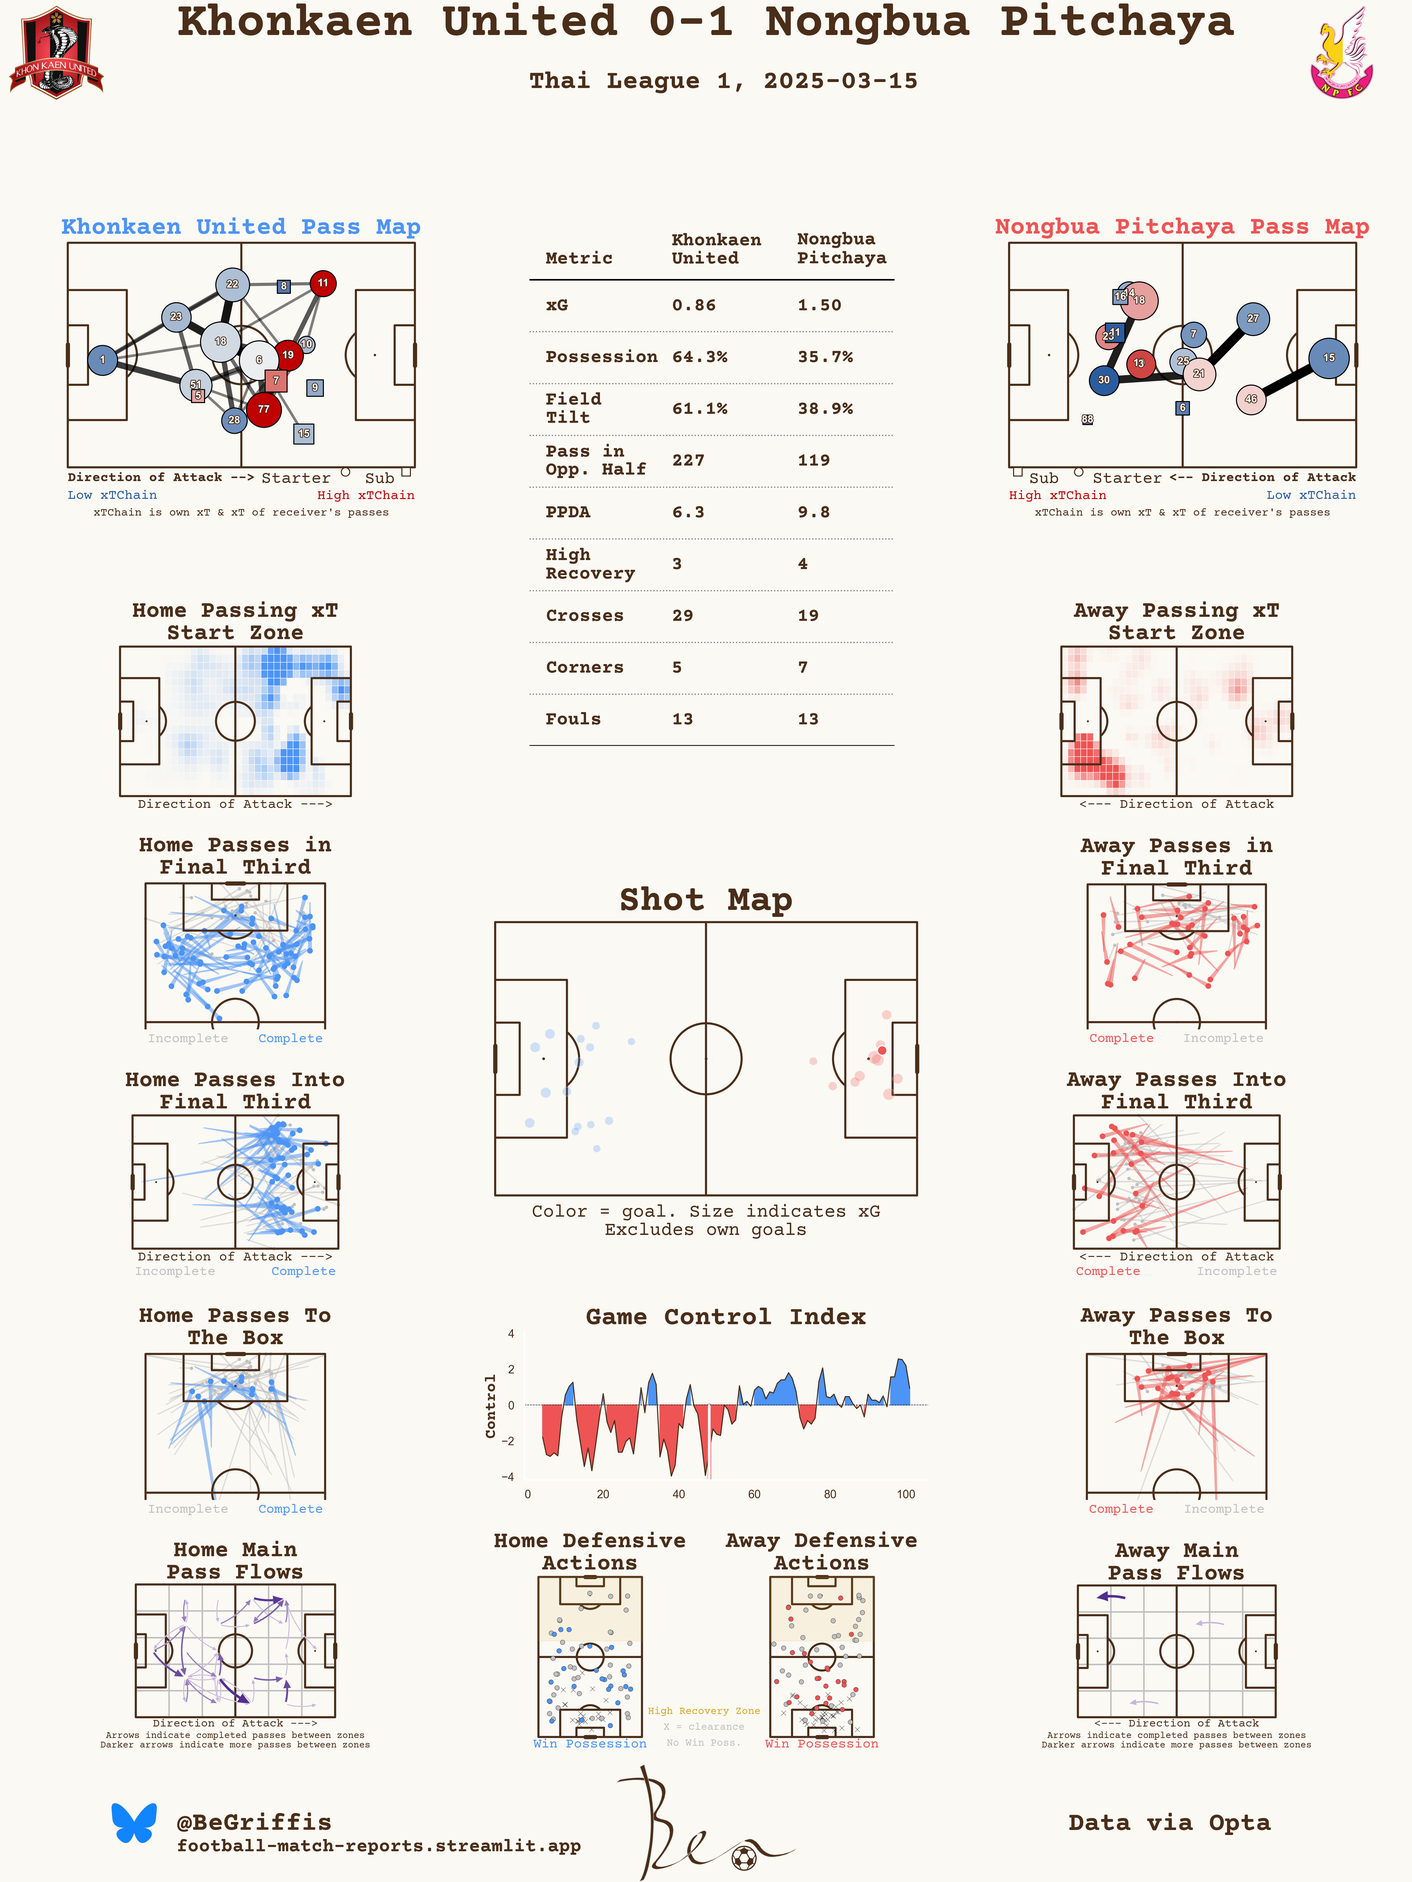 Khonkaen United 0-1 Nongbua Pitchaya
Thai League 1, 2025-03-15
KHON KAEN UNITED
N P F C
Khonkaen United Pass Map
22
8
11
23
18
10
1
6
19
51
7
9
5
77
28
15
Direction of Attack --> Starter Sub
Low xTChain High xTChain
xTChain is own xT & xT of receiver's passes
Metric Khonkaen United Nongbua Pitchaya
xG 0.86 1.50
Possession 64.3% 35.7%
Field Tilt 61.1% 38.9%
Pass in Opp. Half 227 119
PPDA 6.3 9.8
High Recovery 3 4
Crosses 29 19
Corners 5 7
Fouls 13 13
Nongbua Pitchaya Pass Map
16
14
18
27
11
7
15
13
25
30
21
46
6
88
Sub Starter <-- Direction of Attack
High xTChain Low xTChain
xTChain is own xT & xT of receiver's passes
Home Passing xT
Start Zone
Direction of Attack --->
Away Passing xT
Start Zone
<--- Direction of Attack
Home Passes in
Final Third
Incomplete Complete
Away Passes in
Final Third
Complete Incomplete
Shot Map
Color = goal. Size indicates xG
Excludes own goals
Home Passes Into
Final Third
Direction of Attack --->
Incomplete Complete
Away Passes Into
Final Third
<--- Direction of Attack
Complete Incomplete
Home Passes To
The Box
Incomplete Complete
Game Control Index
Control
4
2
0
−2
−4
0 20 40 60 80 100
Away Passes To
The Box
Complete Incomplete
Home Main
Pass Flows
Direction of Attack --->
Arrows indicate completed passes between zones
Darker arrows indicate more passes between zones
Home Defensive
Actions
Win Possession
High Recovery Zone
X = clearance
No Win Poss.
Away Defensive
Actions
Win Possession
Away Main
Pass Flows
<--- Direction of Attack
Arrows indicate completed passes between zones
Darker arrows indicate more passes between zones
@BeGriffis
football-match-reports.streamlit.app
Ben
Data via Opta